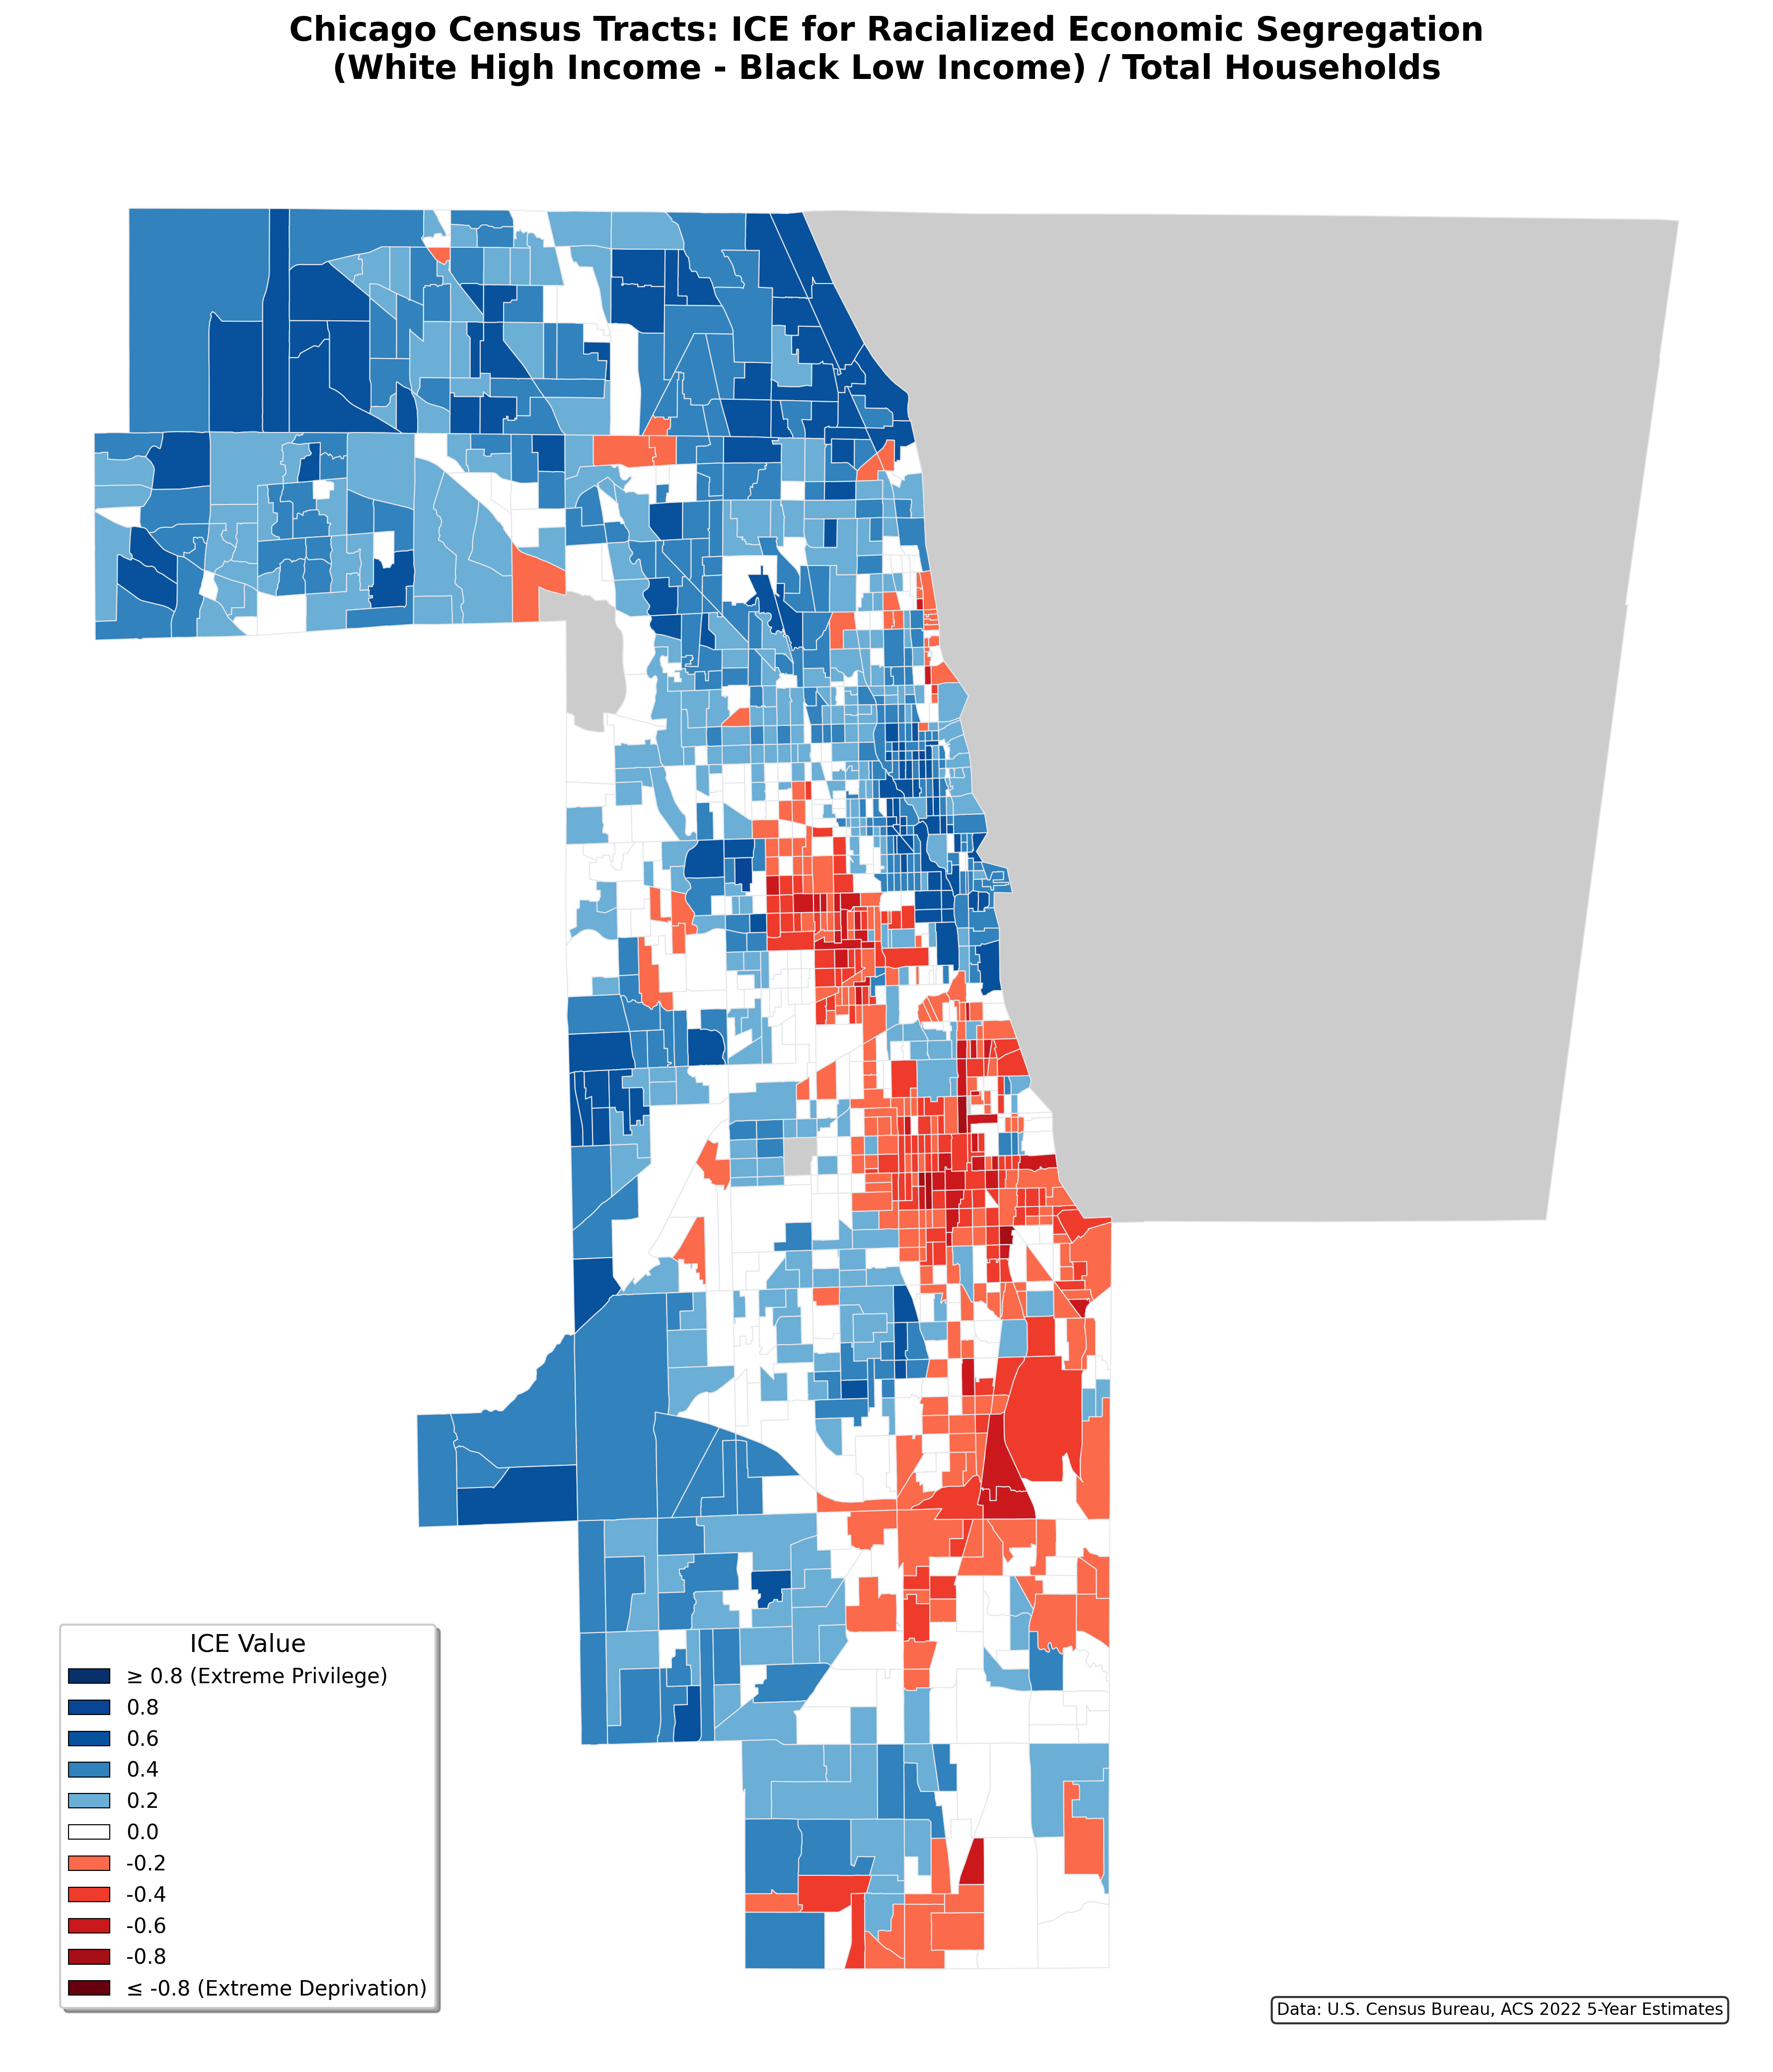 Chicago Census Tracts: ICE for Racialized Economic Segregation
(White High Income - Black Low Income) / Total Households
ICE Value
≥ 0.8 (Extreme Privilege)
0.8
0.6
0.4
0.2
0.0
-0.2
-0.4
-0.6
-0.8
≤ -0.8 (Extreme Deprivation)
Data: U.S. Census Bureau, ACS 2022 5-Year Estimates